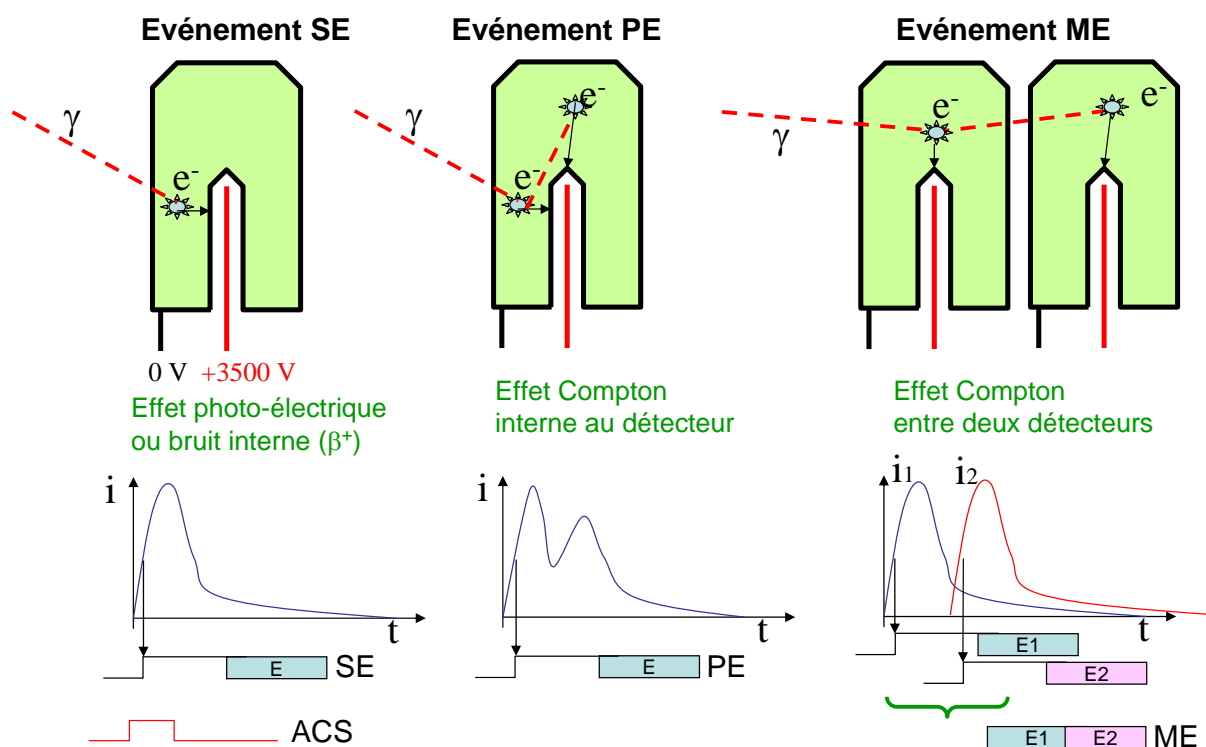 Evénement SE
Evénement PE
Evénement ME
γ
e-
γ
e-
e-
γ
e-
e-
0 V +3500 V
Effet photo-électrique
ou bruit interne (β+)
Effet Compton
interne au détecteur
Effet Compton
entre deux détecteurs
i
t
i
t
i1
i2
t
E SE
E PE
E1
E2
ACS
E1 E2 ME